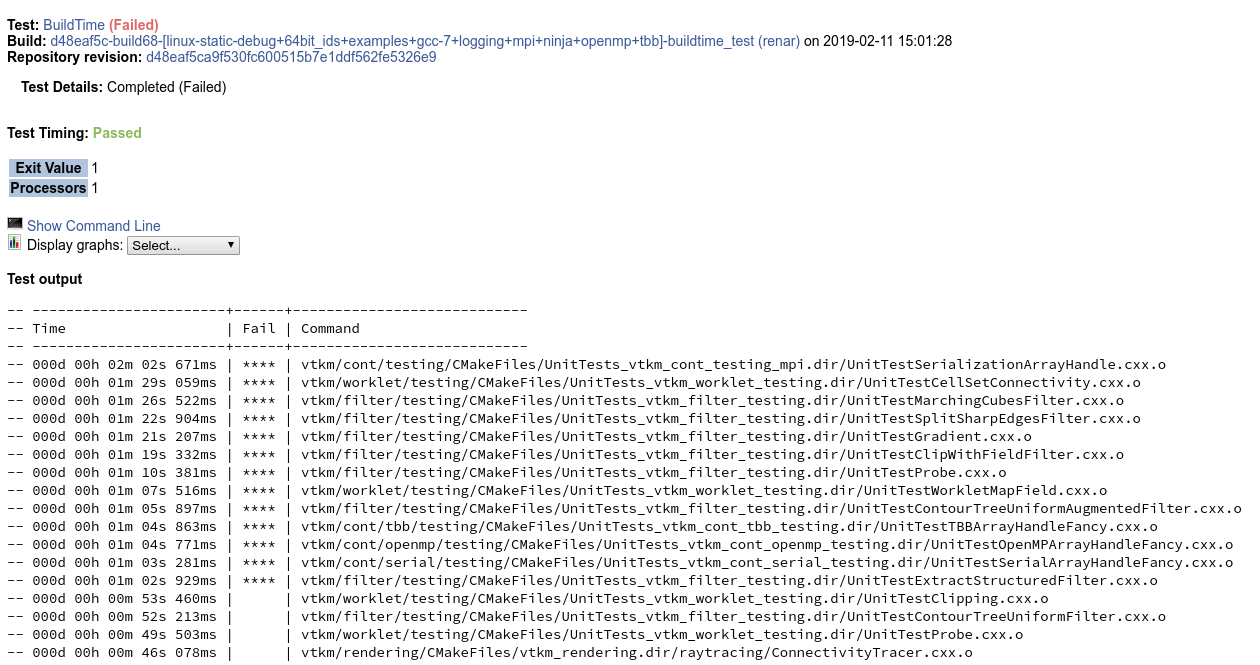 Test: BuildTime (Failed)
Build: d48eaf5c-build68-[linux-static-debug+64bit_ids+examples+gcc-7+logging+mpi+ninja+openmp+tbb]-buildtime_test (renar) on 2019-02-11 15:01:28
Repository revision: d48eaf5ca9f530fc600515b7e1ddf562fe5326e9
Test Details: Completed (Failed)
Test Timing: Passed
Exit Value 1
Processors 1
Show Command Line
Display graphs: Select...
Test output
-- -----------------------+------+----------------------------
-- Time                   | Fail | Command
-- -----------------------+------+----------------------------
-- 000d 00h 02m 02s 671ms | **** | vtkm/cont/testing/CMakeFiles/UnitTests_vtkm_cont_testing_mpi.dir/UnitTestSerializationArrayHandle.cxx.o
-- 000d 00h 01m 29s 059ms | **** | vtkm/worklet/testing/CMakeFiles/UnitTests_vtkm_worklet_testing.dir/UnitTestCellSetConnectivity.cxx.o
-- 000d 00h 01m 26s 522ms | **** | vtkm/filter/testing/CMakeFiles/UnitTests_vtkm_filter_testing.dir/UnitTestMarchingCubesFilter.cxx.o
-- 000d 00h 01m 22s 904ms | **** | vtkm/filter/testing/CMakeFiles/UnitTests_vtkm_filter_testing.dir/UnitTestSplitSharpEdgesFilter.cxx.o
-- 000d 00h 01m 21s 207ms | **** | vtkm/filter/testing/CMakeFiles/UnitTests_vtkm_filter_testing.dir/UnitTestGradient.cxx.o
-- 000d 00h 01m 19s 332ms | **** | vtkm/filter/testing/CMakeFiles/UnitTests_vtkm_filter_testing.dir/UnitTestClipWithFieldFilter.cxx.o
-- 000d 00h 01m 10s 381ms | **** | vtkm/filter/testing/CMakeFiles/UnitTests_vtkm_filter_testing.dir/UnitTestProbe.cxx.o
-- 000d 00h 01m 07s 516ms | **** | vtkm/worklet/testing/CMakeFiles/UnitTests_vtkm_worklet_testing.dir/UnitTestWorkletMapField.cxx.o
-- 000d 00h 01m 05s 897ms | **** | vtkm/filter/testing/CMakeFiles/UnitTests_vtkm_filter_testing.dir/UnitTestContourTreeUniformAugmentedFilter.cxx.o
-- 000d 00h 01m 04s 863ms | **** | vtkm/cont/tbb/testing/CMakeFiles/UnitTests_vtkm_cont_tbb_testing.dir/UnitTestTBBArrayHandleFancy.cxx.o
-- 000d 00h 01m 04s 771ms | **** | vtkm/cont/openmp/testing/CMakeFiles/UnitTests_vtkm_cont_openmp_testing.dir/UnitTestOpenMPArrayHandleFancy.cxx.o
-- 000d 00h 01m 03s 281ms | **** | vtkm/cont/serial/testing/CMakeFiles/UnitTests_vtkm_cont_serial_testing.dir/UnitTestSerialArrayHandleFancy.cxx.o
-- 000d 00h 01m 02s 929ms | **** | vtkm/filter/testing/CMakeFiles/UnitTests_vtkm_filter_testing.dir/UnitTestExtractStructuredFilter.cxx.o
-- 000d 00h 00m 53s 460ms |      | vtkm/worklet/testing/CMakeFiles/UnitTests_vtkm_worklet_testing.dir/UnitTestClipping.cxx.o
-- 000d 00h 00m 52s 213ms |      | vtkm/filter/testing/CMakeFiles/UnitTests_vtkm_filter_testing.dir/UnitTestContourTreeUniformFilter.cxx.o
-- 000d 00h 00m 49s 503ms |      | vtkm/worklet/testing/CMakeFiles/UnitTests_vtkm_worklet_testing.dir/UnitTestProbe.cxx.o
-- 000d 00h 00m 46s 078ms |      | vtkm/rendering/CMakeFiles/vtkm_rendering.dir/raytracing/ConnectivityTracer.cxx.o